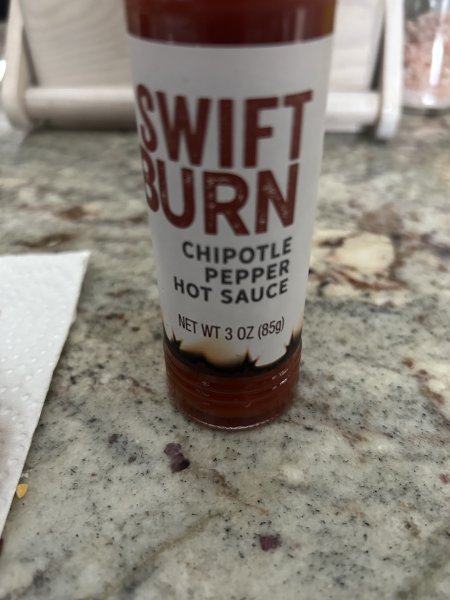 SWIFT
BURN
CHIPOTLE
PEPPER
HOT SAUCE
NET WT 3 OZ (85g)